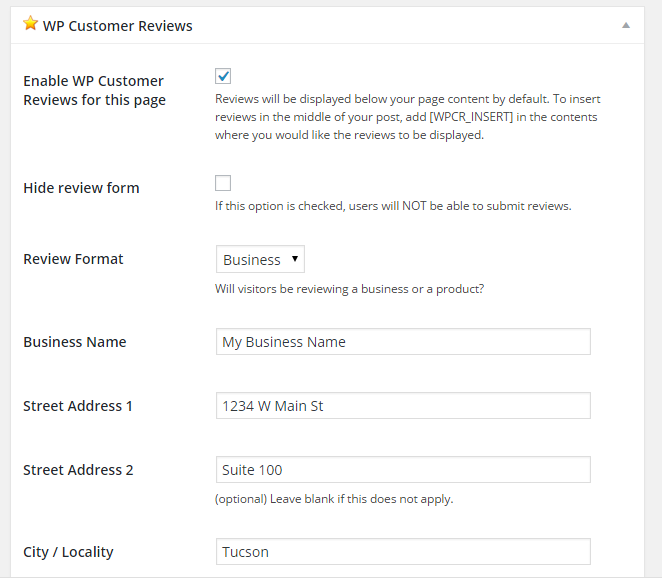 WP Customer Reviews
Enable WP Customer
Reviews for this page
Reviews will be displayed below your page content by default. To insert
reviews in the middle of your post, add [WPCR_INSERT] in the contents
where you would like the reviews to be displayed.
Hide review form
If this option is checked, users will NOT be able to submit reviews.
Review Format
Business
Will visitors be reviewing a business or a product?
Business Name
My Business Name
Street Address 1
1234 W Main St
Street Address 2
Suite 100
(optional) Leave blank if this does not apply.
City / Locality
Tucson